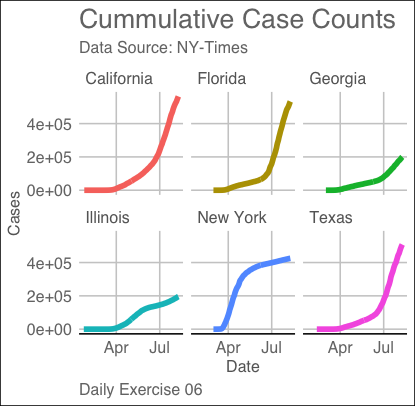 Cummulative Case Counts
Data Source: NY-Times
California Florida Georgia
4e+05
2e+05
0e+00
Illinois New York Texas
4e+05
2e+05
0e+00
Apr Jul Apr Jul Apr Jul
Date
Cases
Daily Exercise 06